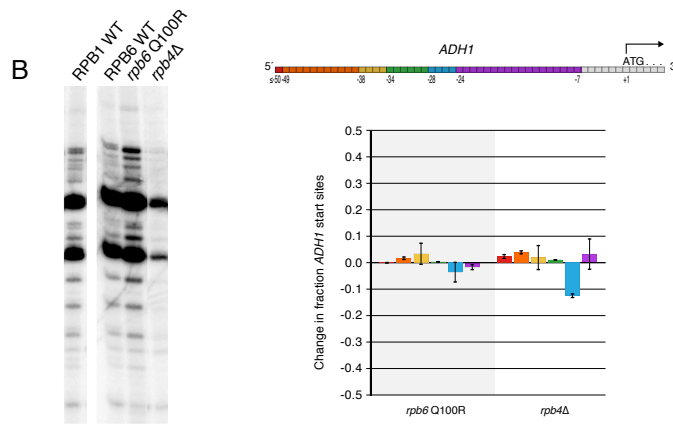 B
RPB1 WT
RPB6 WT
rpb6 Q100R
rpb4Δ
ADH1
5´
ATG...
3
≤-50 -49 -38 -34 -28 -24 -7 +1
Change in fraction ADH1 start sites
0.5
0.4
0.3
0.2
0.1
0.0
-0.1
-0.2
-0.3
-0.4
-0.5
rpb6 Q100R rpb4Δ